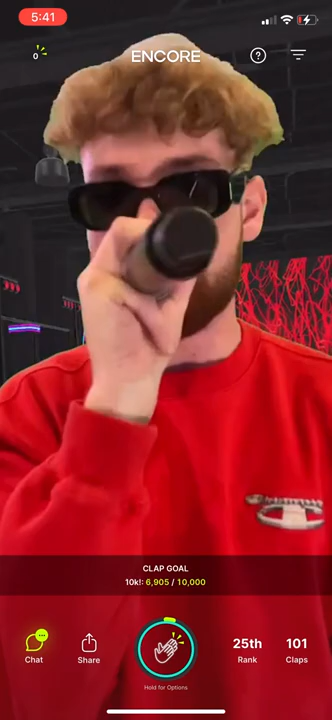 5:41
0
ENCORE
?
CLAP GOAL
10k!: 6,905 / 10,000
Chat
Share
25th
Rank
101
Claps
Hold for Options